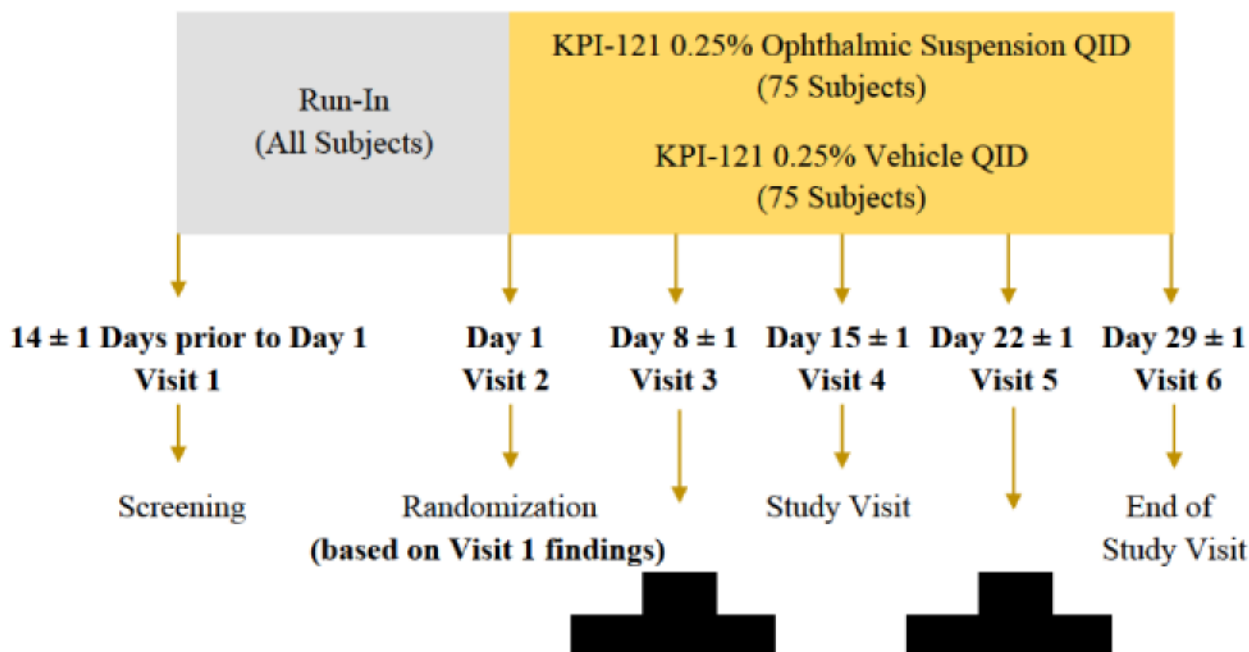 Run-In
(All Subjects)
KPI-121 0.25% Ophthalmic Suspension QID
(75 Subjects)
KPI-121 0.25% Vehicle QID
(75 Subjects)
14 ± 1 Days prior to Day 1
Visit 1
Day 1
Visit 2
Day 8 ± 1
Visit 3
Day 15 ± 1
Visit 4
Day 22 ± 1
Visit 5
Day 29 ± 1
Visit 6
Screening
Randomization
(based on Visit 1 findings)
Study Visit
End of
Study Visit